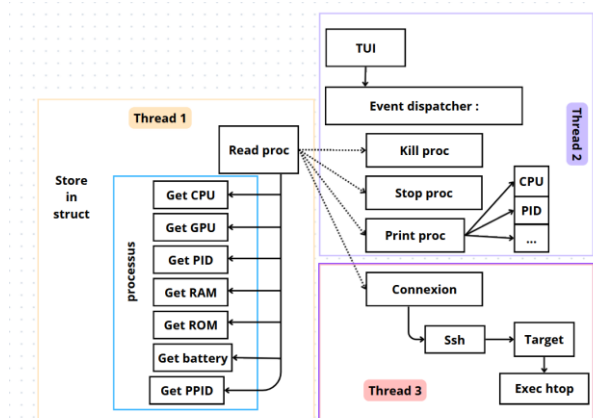 TUI
Event dispatcher :
Thread 1
Thread 2
Read proc
Kill proc
Store
in
struct
processus
Get CPU
Get GPU
Get PID
Get RAM
Get ROM
Get battery
Get PPID
Stop proc
Print proc
CPU
PID
...
Connexion
Ssh
Target
Thread 3
Exec htop